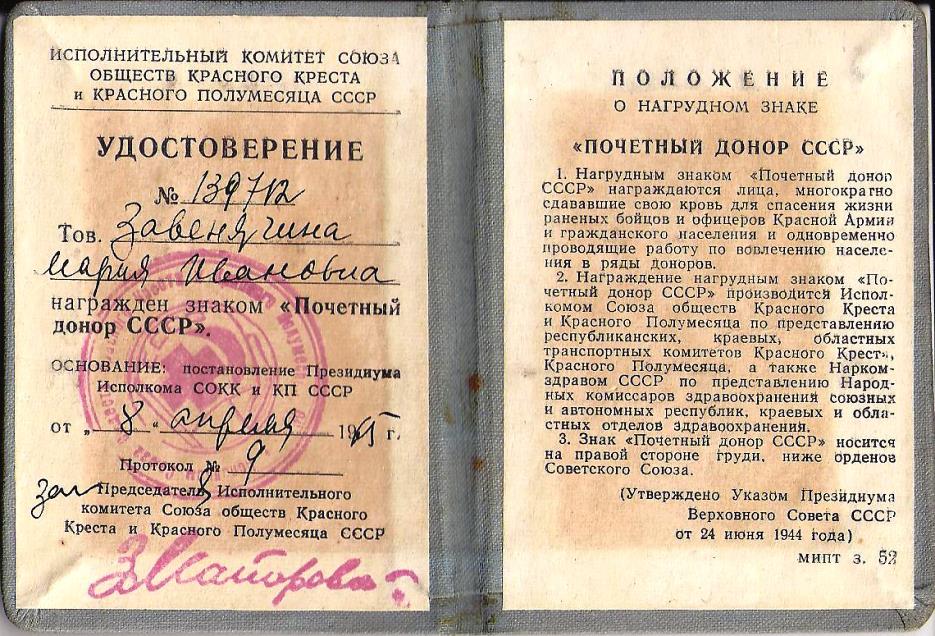 ИСПОЛНИТЕЛЬНЫЙ КОМИТЕТ СОЮЗА
ОБЩЕСТВ КРАСНОГО КРЕСТА
и КРАСНОГО ПОЛУМЕСЯЦА СССР
УДОСТОВЕРЕНИЕ
№ 139712
Тов. Завенягина
Мария Ивановна
награжден знаком «Почетный
донор СССР».
ОСНОВАНИЕ: постановление Президиума
Исполкома СОКК и КП СССР
от „8" апреля 1945 г.
Протокол № 9
Зам Председателя Исполнительного
комитета Союза обществ Красного
Креста и Красного Полумесяца СССР
ПОЛОЖЕНИЕ
О НАГРУДНОМ ЗНАКЕ
«ПОЧЕТНЫЙ ДОНОР СССР»
1. Нагрудным знаком «Почетный донор
СССР» награждаются лица, многократно
сдававшие свою кровь для спасения жизни
раненых бойцов и офицеров Красной Армии
и гражданского населения и одновременно
проводящие работу по вовлечению населе-
ния в ряды доноров.
2. Награждение нагрудным знаком «По-
четный донор СССР» производится Испол-
комом Союза обществ Красного Креста
и Красного Полумесяца по представлению
республиканских, краевых, областных
транспортных комитетов Красного Креста,
Красного Полумесяца, а также Нарком-
здравом СССР по представлению Народ-
ных комиссаров здравоохранений союзных
и автономных республик, краевых и обла-
стных отделов здравоохранения.
3. Знак «Почетный донор СССР» носится
на правой стороне груди, ниже орденов
Советского Союза.
(Утверждено Указом Президиума
Верховного Совета СССР
от 24 июня 1944 года)
МИПТ З. 52